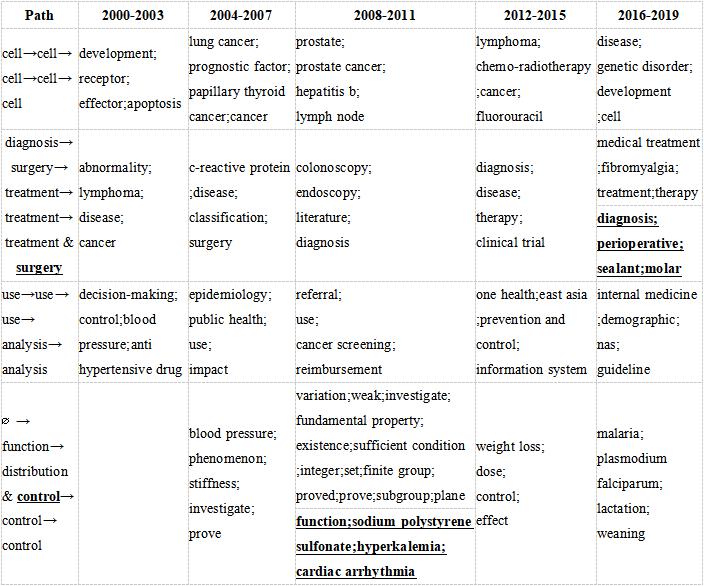 Path 2000-2003 2004-2007 2008-2011 2012-2015 2016-2019
cell→cell→
cell→cell→
cell
development;
receptor;
effector;apoptosis
lung cancer;
prognostic factor;
papillary thyroid
cancer;cancer
prostate;
prostate cancer;
hepatitis b;
lymph node
lymphoma;
chemo-radiotherapy
;cancer;
fluorouracil
disease;
genetic disorder;
development
;cell
diagnosis→
surgery→
treatment→
treatment→
treatment &
surgery
abnormality;
lymphoma;
disease;
cancer
c-reactive protein
;disease;
classification;
surgery
colonoscopy;
endoscopy;
literature;
diagnosis
diagnosis;
disease;
therapy;
clinical trial
medical treatment
;fibromyalgia;
treatment;therapy
diagnosis;
perioperative;
sealant;molar
use→use→
use→
analysis→
analysis
decision-making;
control;blood
pressure;anti
hypertensive drug
epidemiology;
public health;
use;
impact
referral;
use;
cancer screening;
reimbursement
one health;east asia
;prevention and
control;
information system
internal medicine
;demographic;
nas;
guideline
∅ →
function→
distribution
& control→
control→
control
blood pressure;
phenomenon;
stiffness;
investigate;
prove
variation;weak;investigate;
fundamental property;
existence;sufficient condition
;integer;set;finite group;
proved;prove;subgroup;plane
function;sodium polystyrene
sulfonate;hyperkalemia;
cardiac arrhythmia
weight loss;
dose;
control;
effect
malaria;
plasmodium
falciparum;
lactation;
weaning